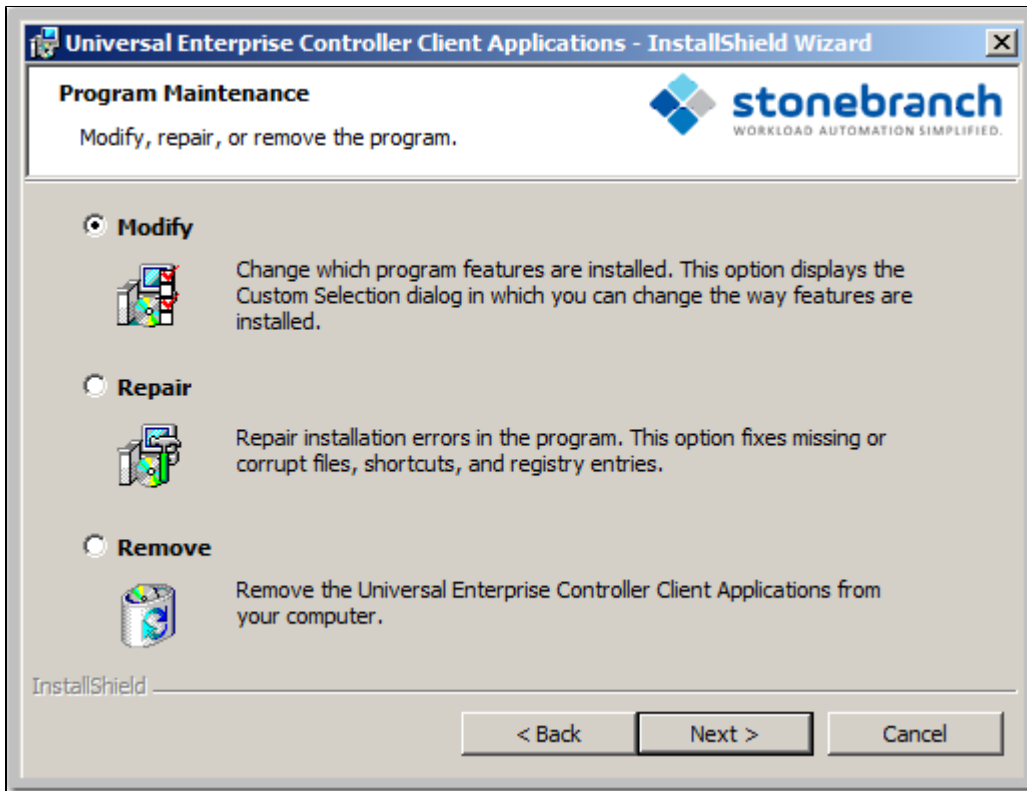 Universal Enterprise Controller Client Applications - InstallShield Wizard
Program Maintenance
Modify, repair, or remove the program.
stonebranch
WORKLOAD AUTOMATION SIMPLIFIED.
Modify
Change which program features are installed. This option displays the
Custom Selection dialog in which you can change the way features are
installed.
Repair
Repair installation errors in the program. This option fixes missing or
corrupt files, shortcuts, and registry entries.
Remove
Remove the Universal Enterprise Controller Client Applications from
your computer.
InstallShield
< Back
Next >
Cancel